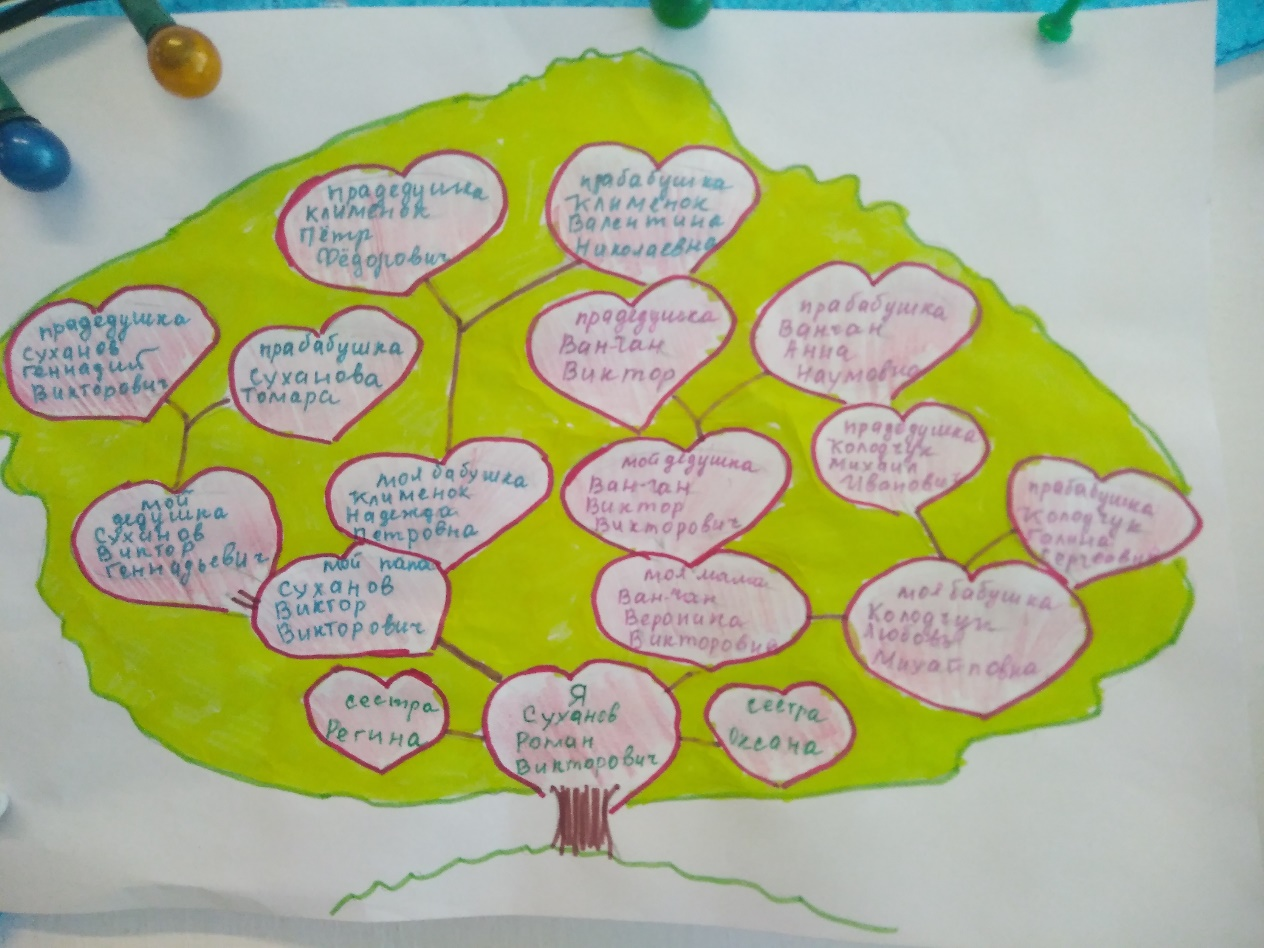 прадедушка
Клименок
Пётр
Фёдорович
прабабушка
Клименок
Валентина
Николаевна
прадедушка
Суханов
Геннадий
Викторович
прабабушка
Суханова
Томара
прадедушка
Ван-Чан
Виктор
прабабушка
Ван-Чан
Анна
Наумовна
прадедушка
Колодчук
Михаил
Иванович
прабабушка
Колодчук
Галина
Сергеевна
мой
дедушка
Суханов
Виктор
Геннадьевич
моя бабушка
Клименок
Надежда
Петровна
мой дедушка
Ван-Чан
Виктор
Викторович
моя бабушка
Колодчук
Любовь
Михайловна
мой папа
Суханов
Виктор
Викторович
моя мама
Ван-Чан
Вероника
Викторовна
сестра
Регина
Я
Суханов
Роман
Викторович
сестра
Оксана